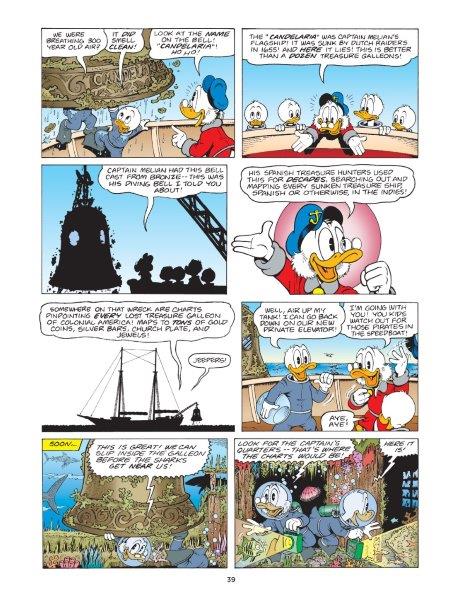 WE WERE
BREATHING 300
YEAR OLD AIR?
IT DID
SMELL
CLEAN!
LOOK AT THE NAME
ON THE BELL!
"CANDELARIA"!
HO HO!
THE "CANDELARIA" WAS CAPTAIN MELIAN'S
FLAGSHIP! IT WAS SUNK BY DUTCH RAIDERS
IN 1655! AND HERE IT LIES! THIS IS BETTER
THAN A DOZEN TREASURE GALLEONS!
CAPTAIN MELIAN HAD THIS BELL
CAST FROM BRONZE-- THIS WAS
HIS DIVING BELL I TOLD YOU
ABOUT!
HIS SPANISH TREASURE HUNTERS USED
THIS FOR DECADES, SEARCHING OUT AND
MAPPING EVERY SUNKEN TREASURE SHIP,
SPANISH OR OTHERWISE, IN THE INDIES!
SOMEWHERE ON THAT WRECK ARE CHARTS
PINPOINTING EVERY LOST TREASURE GALLEON
OF COLONIAL AMERICA! MAPS TO TONS OF GOLD
COINS, SILVER BARS, CHURCH PLATE, AND
JEWELS!
JEEPERS!
WELL, AIR UP MY
TANK! I CAN GO BACK
DOWN ON OUR NEW
PRIVATE ELEVATOR!
I'M GOING WITH
YOU! YOU KIDS
WATCH OUT FOR
THOSE PIRATES IN
THE SPEEDBOAT!
AYE,
AYE!
SOON...
THIS IS GREAT! WE CAN
SLIP INSIDE THE GALLEON
BEFORE THE SHARKS
GET NEAR US!
LOOK FOR THE CAPTAIN'S
QUARTERS -- THAT'S WHERE
THE CHARTS WOULD BE!
HERE IT
IS!
39